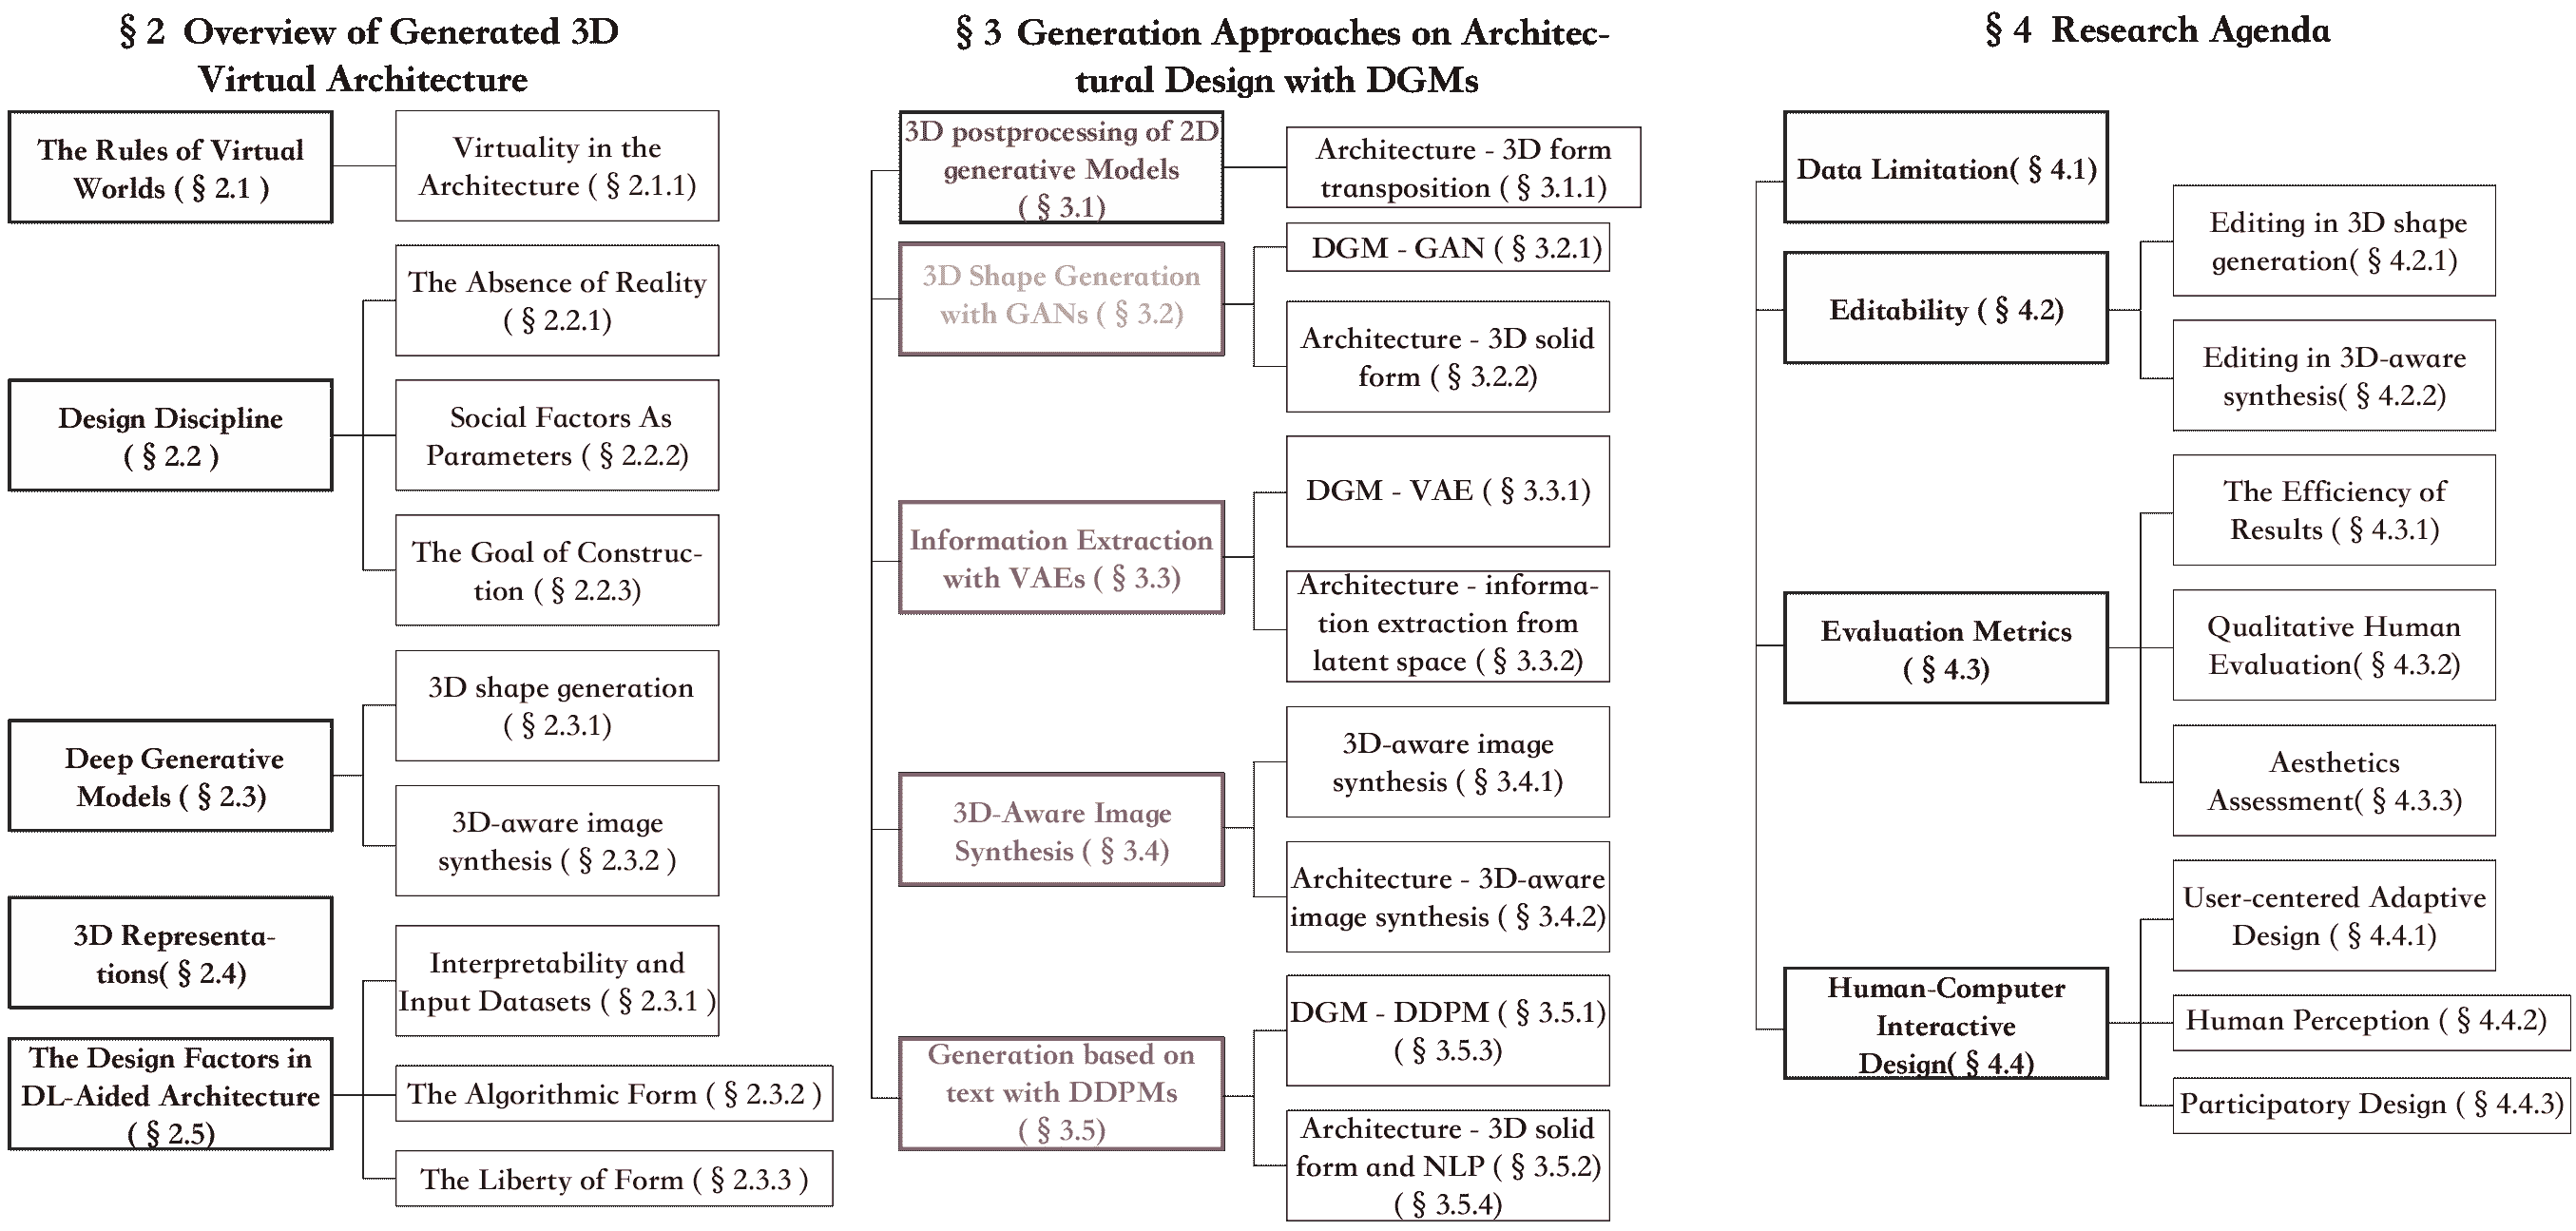 § 2 Overview of Generated 3D
Virtual Architecture
The Rules of Virtual
Worlds ( § 2.1 )
Virtuality in the
Architecture ( § 2.1.1)
Design Discipline
( § 2.2 )
The Absence of Reality
( § 2.2.1)
Social Factors As
Parameters ( § 2.2.2)
The Goal of Construc-
tion ( § 2.2.3)
Deep Generative
Models ( § 2.3)
3D shape generation
( § 2.3.1)
3D-aware image
synthesis ( § 2.3.2 )
3D Representa-
tions( § 2.4)
The Design Factors in
DL-Aided Architecture
( § 2.5)
Interpretability and
Input Datasets ( § 2.3.1 )
The Algorithmic Form ( § 2.3.2 )
The Liberty of Form ( § 2.3.3 )
§ 3 Generation Approaches on Architec-
tural Design with DGMs
3D postprocessing of 2D
generative Models
( § 3.1)
Architecture - 3D form
transposition ( § 3.1.1)
3D Shape Generation
with GANs ( § 3.2)
DGM - GAN ( § 3.2.1)
Architecture - 3D solid
form ( § 3.2.2)
Information Extraction
with VAEs ( § 3.3)
DGM - VAE ( § 3.3.1)
Architecture - informa-
tion extraction from
latent space ( § 3.3.2)
3D-Aware Image
Synthesis ( § 3.4)
3D-aware image
synthesis ( § 3.4.1)
Architecture - 3D-aware
image synthesis ( § 3.4.2)
Generation based on
text with DDPMs
( § 3.5)
DGM - DDPM ( § 3.5.1)
( § 3.5.3)
Architecture - 3D solid
form and NLP ( § 3.5.2)
( § 3.5.4)
§ 4 Research Agenda
Data Limitation( § 4.1)
Editability ( § 4.2)
Editing in 3D shape
generation( § 4.2.1)
Editing in 3D-aware
synthesis( § 4.2.2)
Evaluation Metrics
( § 4.3)
The Efficiency of
Results ( § 4.3.1)
Qualitative Human
Evaluation( § 4.3.2)
Aesthetics
Assessment( § 4.3.3)
Human-Computer
Interactive
Design( § 4.4)
User-centered Adaptive
Design ( § 4.4.1)
Human Perception ( § 4.4.2)
Participatory Design ( § 4.4.3)